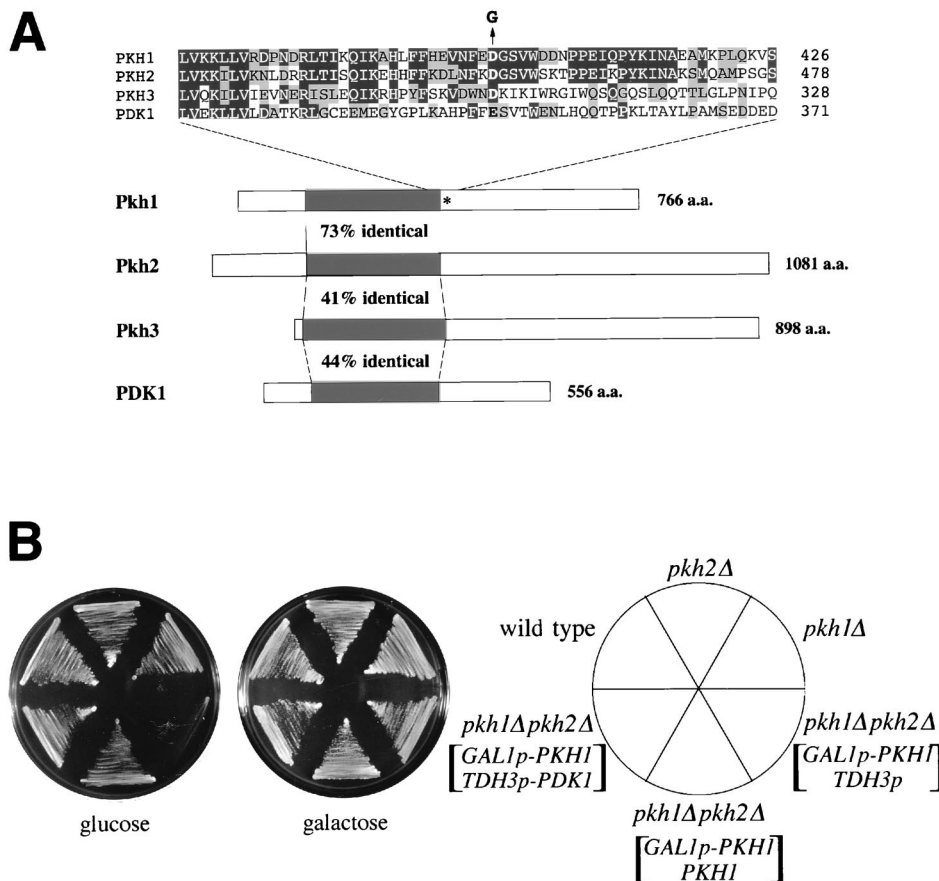 A
G
PKH1 LVKKLLVRDPNDRLTIKQIKAHLFFHEVNFEDGSVWDDNPPEIQPYKINAEAMKPLQKVS 426
PKH2 LVKKILVKNLDRRLTISQIKEHHFFKDLNFKDGSVWSKTPPEIKPYKINAKSMQAMPSGS 478
PKH3 LVQKILVIEVNERISLEQIKRHPYFSKVDWNDKIKIWRGIWQSQGQSLQQTTLGLPNIPQ 328
PDK1 LVEKLLVLDATKRLGCEEMEGYGPLKAHPFFESVTWENLHQQTPPKLTAYLPAMSEDDED 371
Pkh1 * 766 a.a.
73% identical
Pkh2 1081 a.a.
41% identical
Pkh3 898 a.a.
44% identical
PDK1 556 a.a.
B
pkh2Δ
wild type pkh1Δ
pkh1Δpkh2Δ pkh1Δpkh2Δ
[GAL1p-PKH1 [GAL1p-PKH1
TDH3p-PDK1] TDH3p]
glucose galactose pkh1Δpkh2Δ
[GAL1p-PKH1
PKH1]